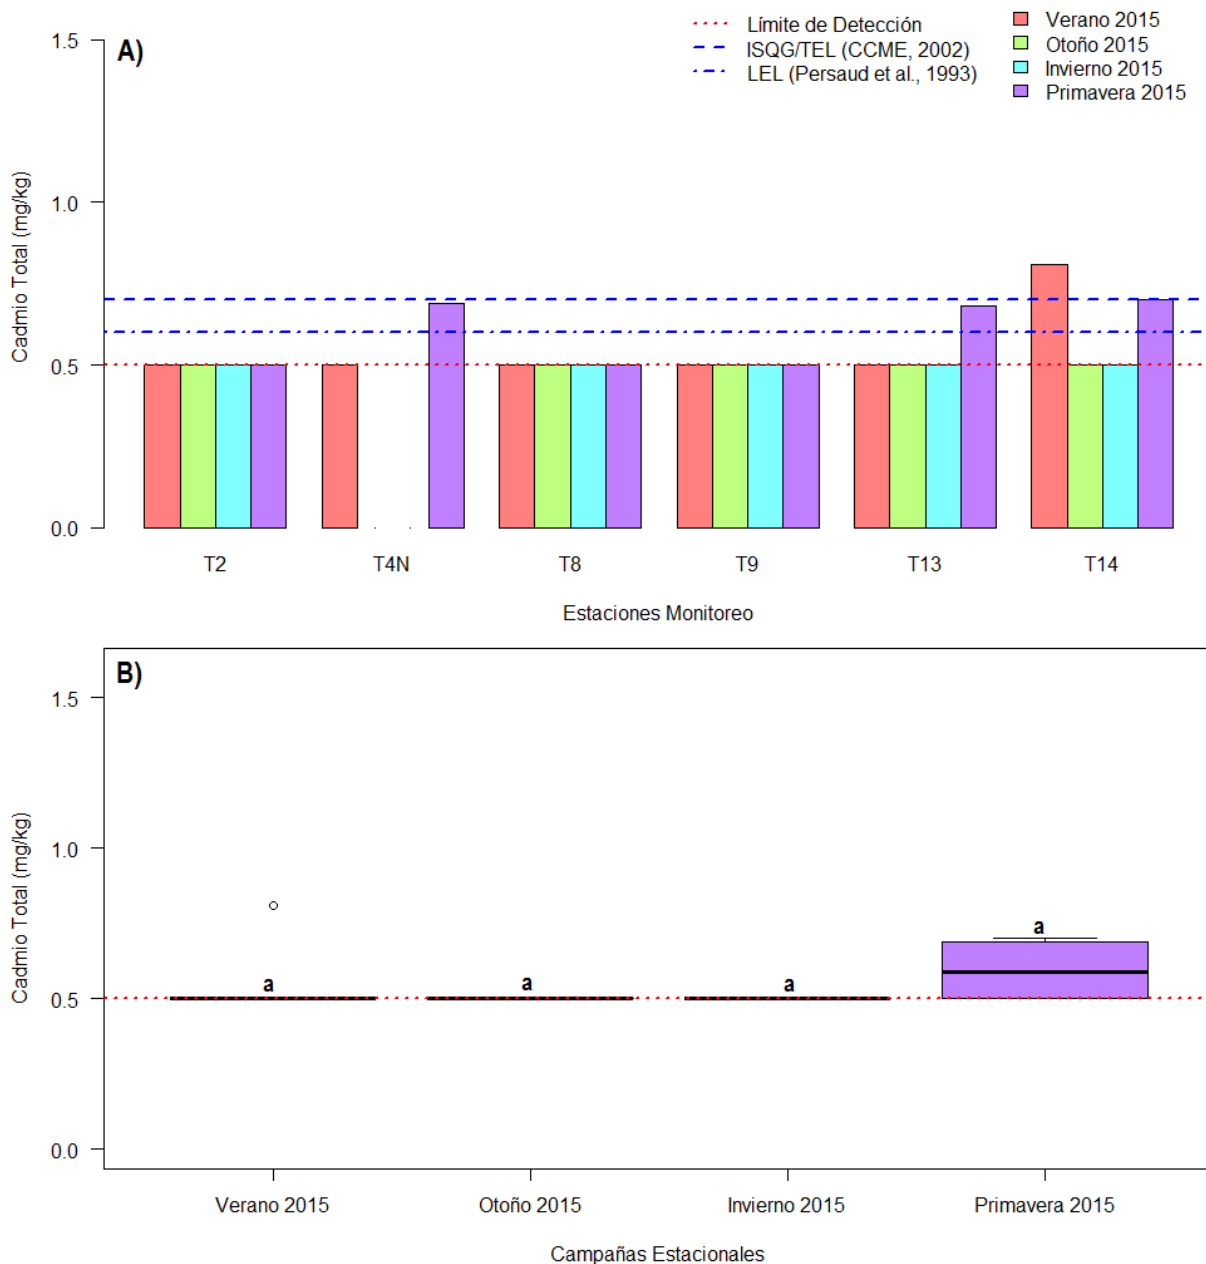 A)
Límite de Detección
ISQG/TEL (CCME, 2002)
LEL (Persaud et al., 1993)
Verano 2015
Otoño 2015
Invierno 2015
Primavera 2015
Cadmio Total (mg/kg)
1.5
1.0
0.5
0.0
T2 T4N T8 T9 T13 T14
Estaciones Monitoreo
B)
Cadmio Total (mg/kg)
1.5
1.0
0.5
0.0
a a a a
Verano 2015 Otoño 2015 Invierno 2015 Primavera 2015
Campañas Estacionales